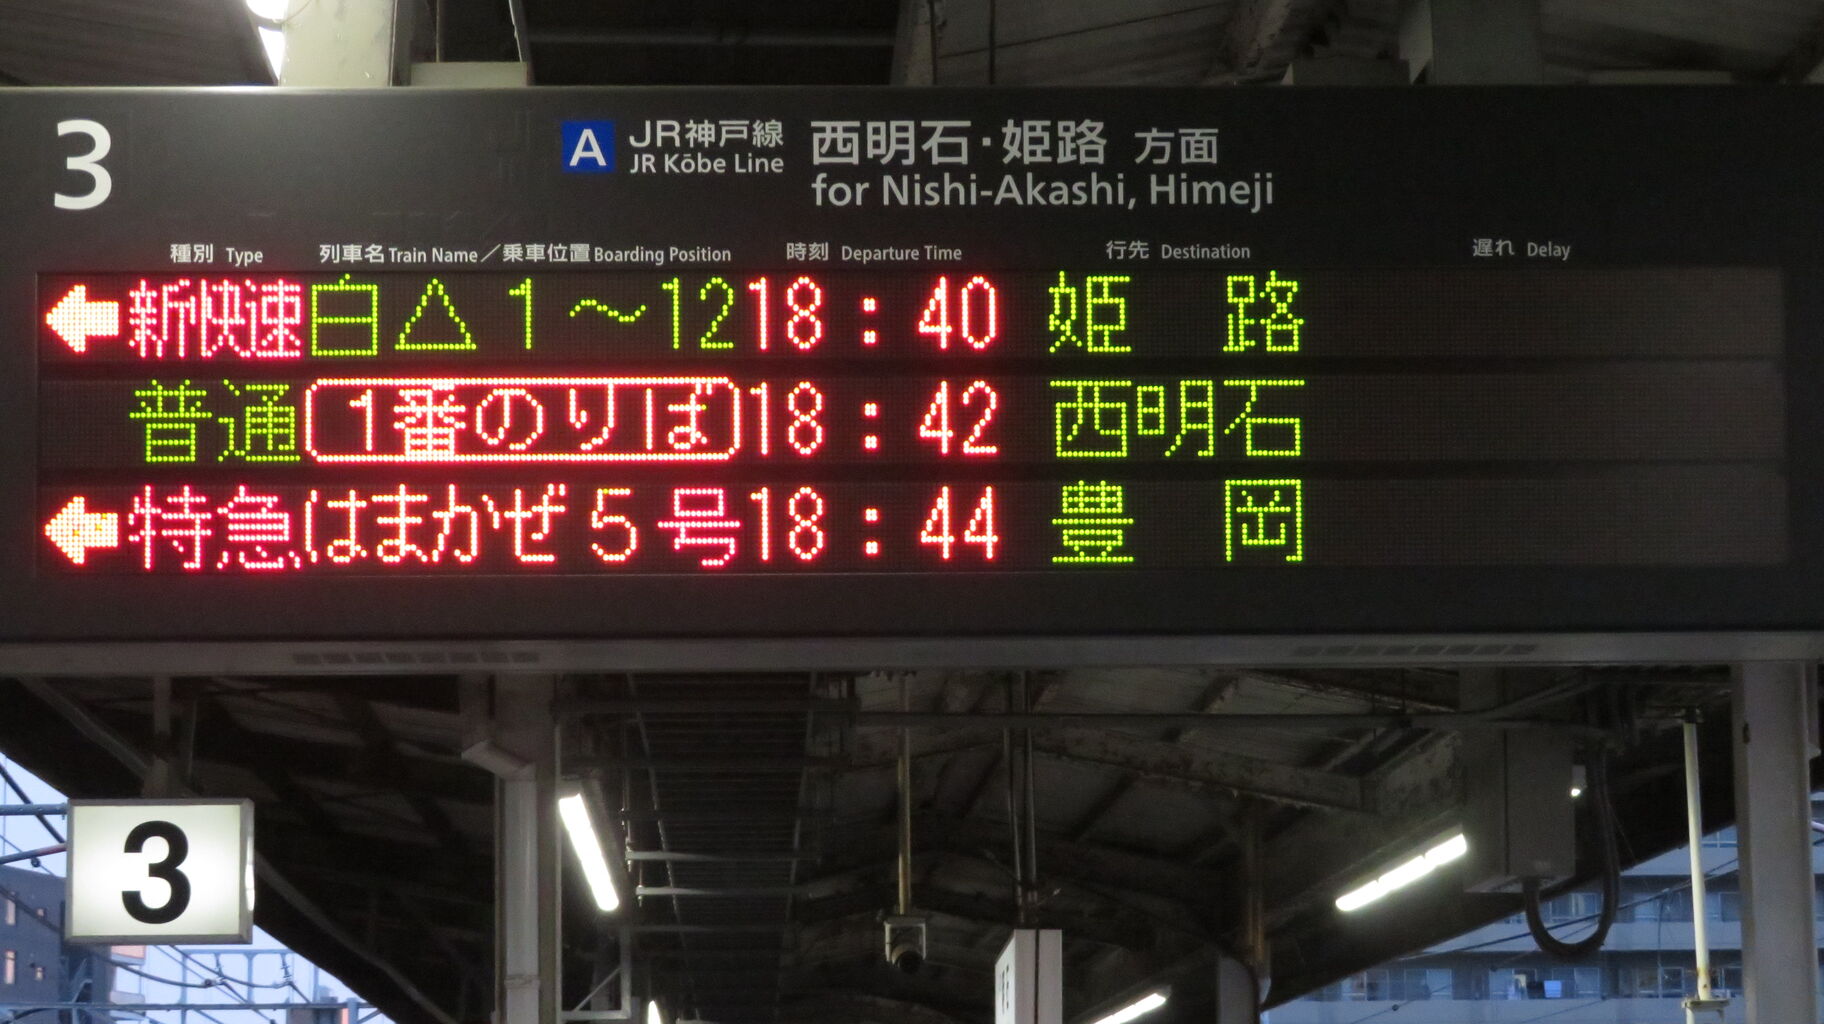 3
A JR神戸線 西明石・姫路 方面
JR Kōbe Line for Nishi-Akashi, Himeji
種別 Type 列車名 Train Name／乗車位置 Boarding Position 時刻 Departure Time 行先 Destination 遅れ Delay
←新快速 白△1～12 18:40 姫路
普通 1番のりば 18:42 西明石
←特急 はまかぜ5号 18:44 豊岡
3